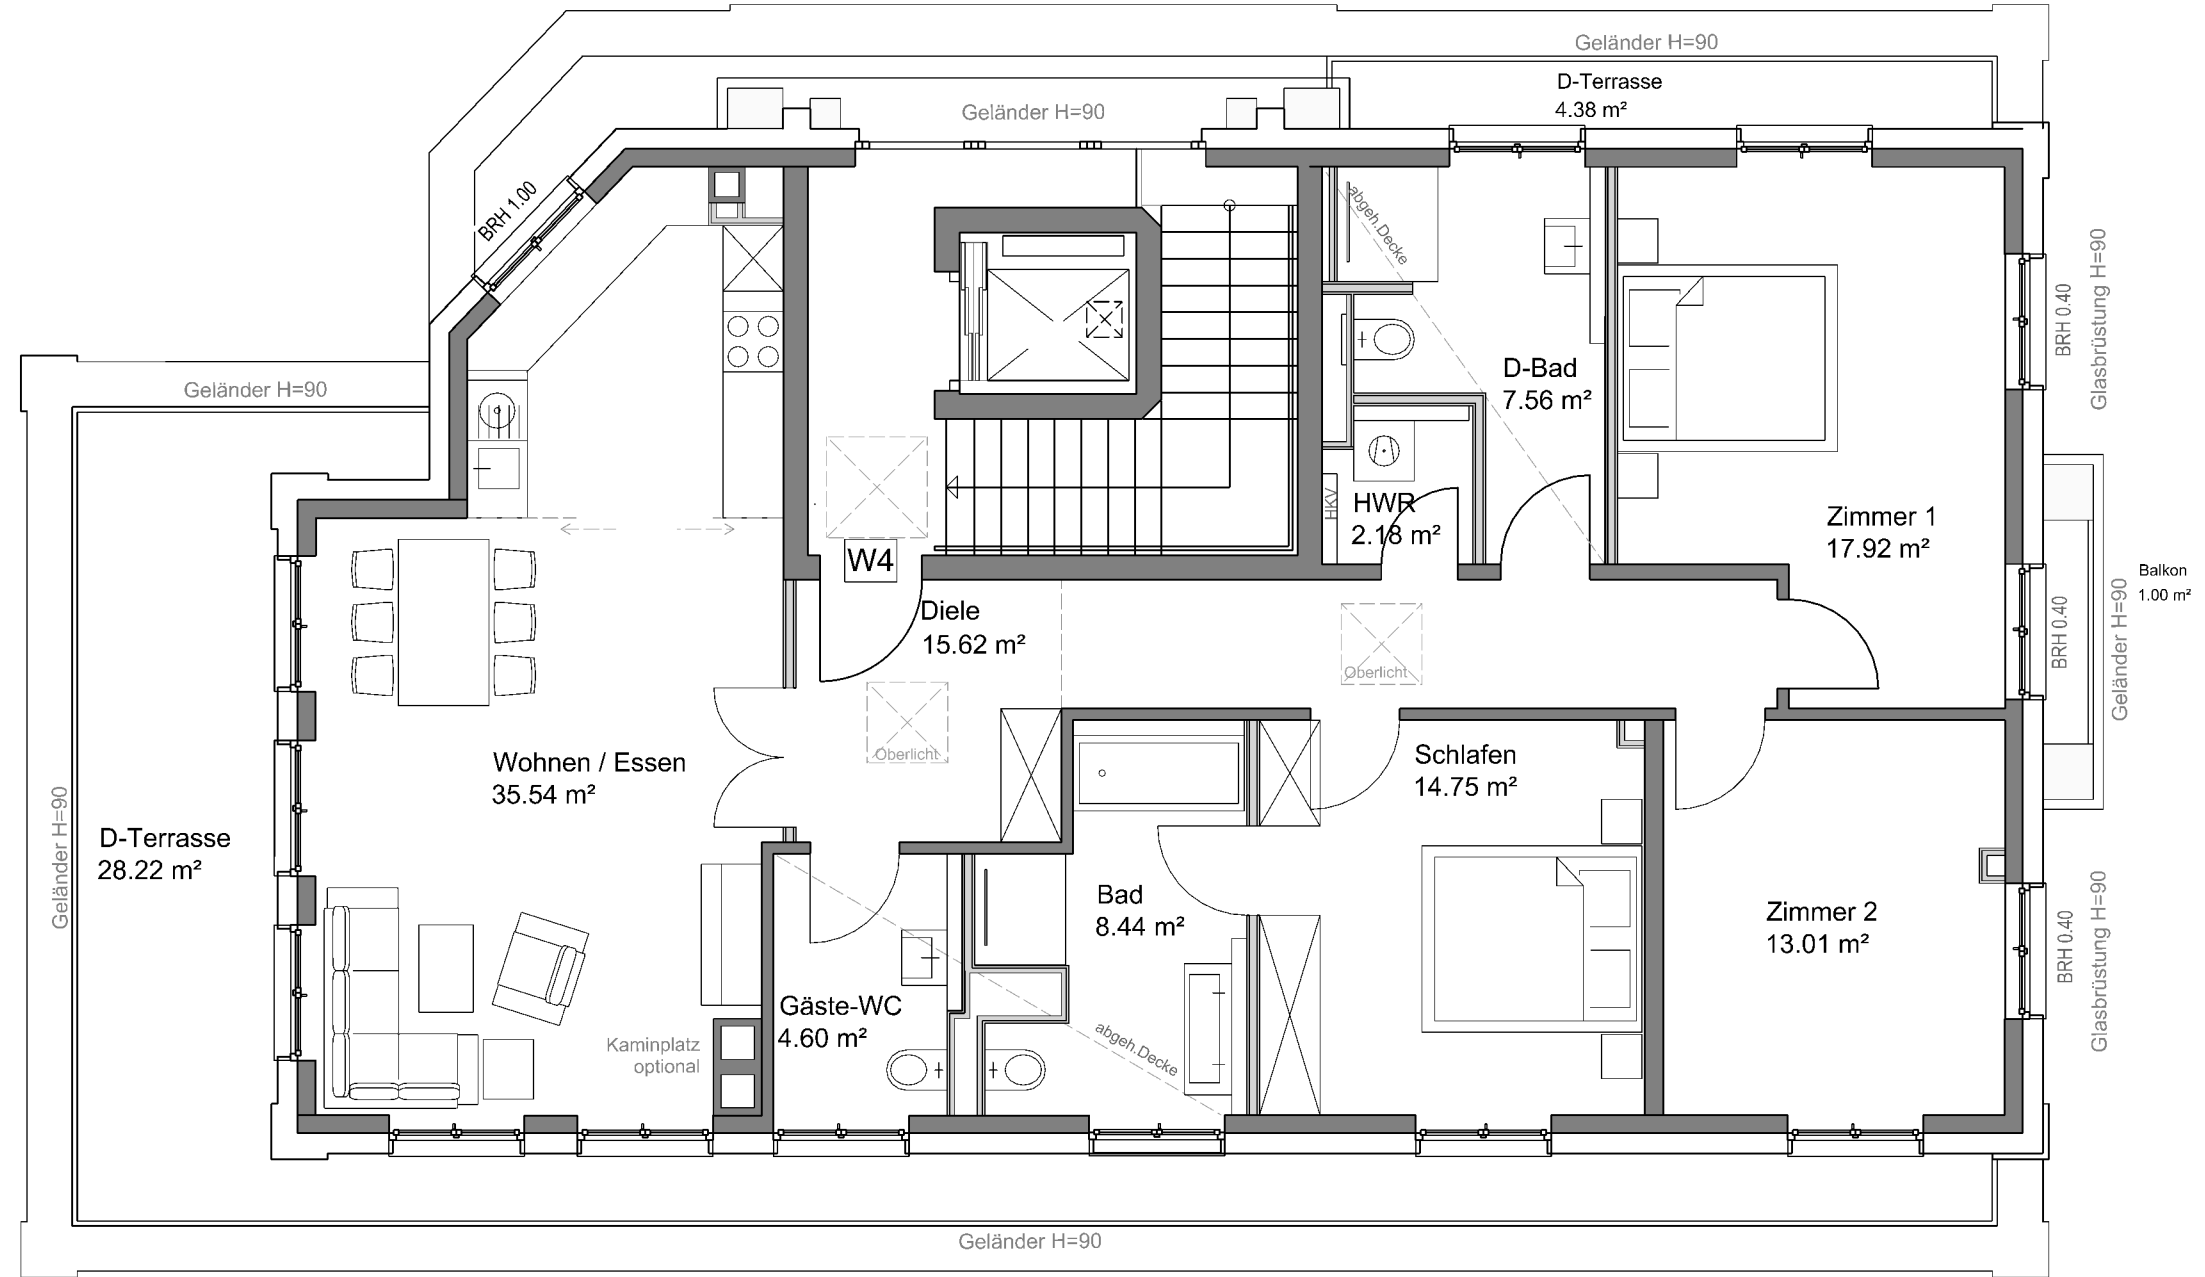 Geländer H=90
D-Terrasse
4.38 m²
Geländer H=90
BRH 1.00
abgeh.Decke
Glasbrüstung H=90
BRH 0.40
Geländer H=90
D-Bad
7.56 m²
HKV
HWR
2.18 m²
Zimmer 1
17.92 m²
W4
Balkon
1.00 m²
Geländer H=90
BRH 0.40
Diele
15.62 m²
Oberlicht
Oberlicht
Wohnen / Essen
35.54 m²
Schlafen
14.75 m²
D-Terrasse
28.22 m²
Geländer H=90
Bad
8.44 m²
Zimmer 2
13.01 m²
BRH 0.40
Glasbrüstung H=90
Gäste-WC
4.60 m²
Kaminplatz
optional
abgeh.Decke
Geländer H=90